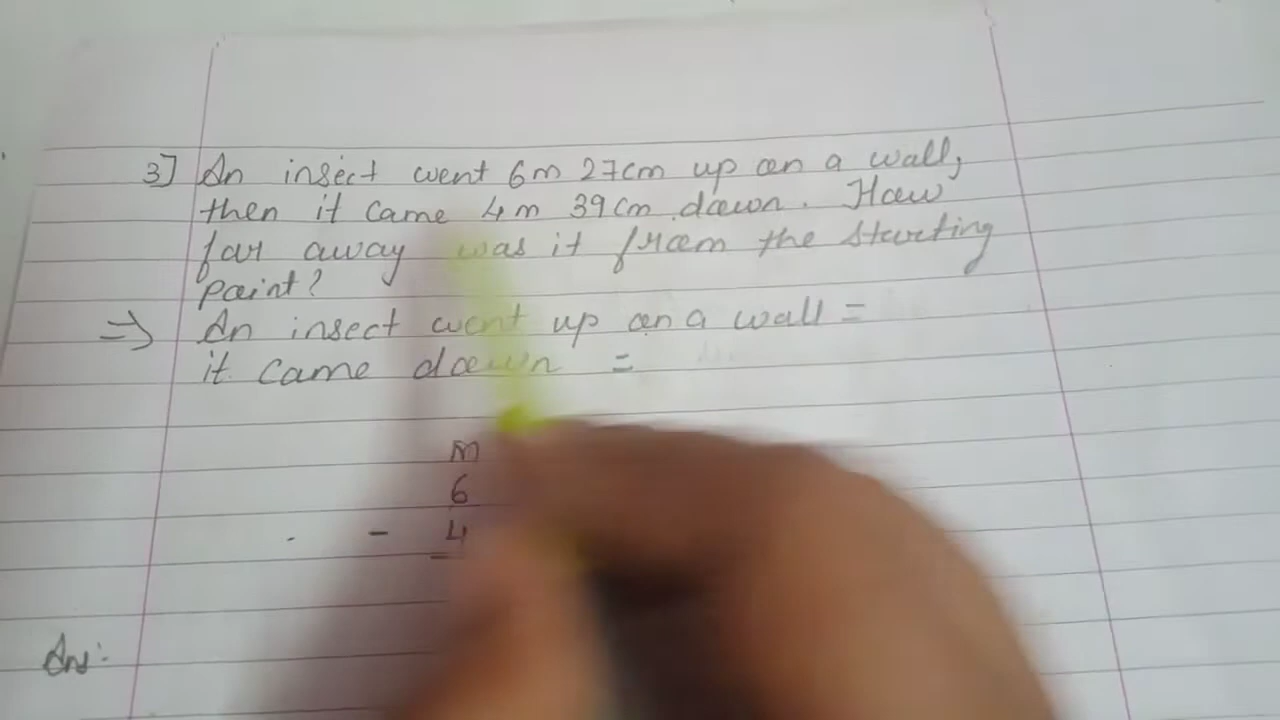 3] An insect went 6m 27cm up on a wall,
then it came 4m 39cm down. How
far away was it from the starting
point?
=> An insect went up on a wall =
it came down =
m
6
- 4
Ans: